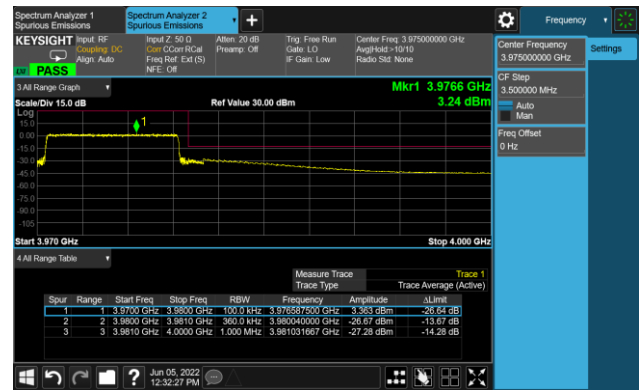 Spectrum Analyzer 1
Spurious Emissions
Spectrum Analyzer 2
Spurious Emissions
Frequency
KEYSIGHT
Input: RF
Coupling: DC
Align: Auto
Input Z: 50 Ω
Corr CCorr RCal
Freq Ref: Ext (S)
NFE: Off
Atten: 20 dB
Preamp: Off
Trig: Free Run
Gate: LO
IF Gain: Low
Center Freq: 3.975000000 GHz
Avg|Hold:>10/10
Radio Std: None
PASS
Center Frequency
3.975000000 GHz
Settings
CF Step
3.500000 MHz
Auto
Man
Freq Offset
0 Hz
3 All Range Graph
Mkr1 3.9766 GHz
3.24 dBm
Scale/Div 15.0 dB
Ref Value 30.00 dBm
Log
15.0
0.00
-15.0
-30.0
-45.0
-60.0
-75.0
-90.0
-105
1
Start 3.970 GHz
Stop 4.000 GHz
4 All Range Table
Measure Trace Trace 1
Trace Type Trace Average (Active)
Spur Range Start Freq Stop Freq RBW Frequency Amplitude ΔLimit
1 1 3.9700 GHz 3.9800 GHz 100.0 kHz 3.976587500 GHz 3.363 dBm -26.64 dB
2 2 3.9800 GHz 3.9810 GHz 360.0 kHz 3.980040000 GHz -26.67 dBm -13.67 dB
3 3 3.9810 GHz 4.0000 GHz 1.000 MHz 3.981031667 GHz -27.28 dBm -14.28 dB
?
Jun 05, 2022
12:32:27 PM